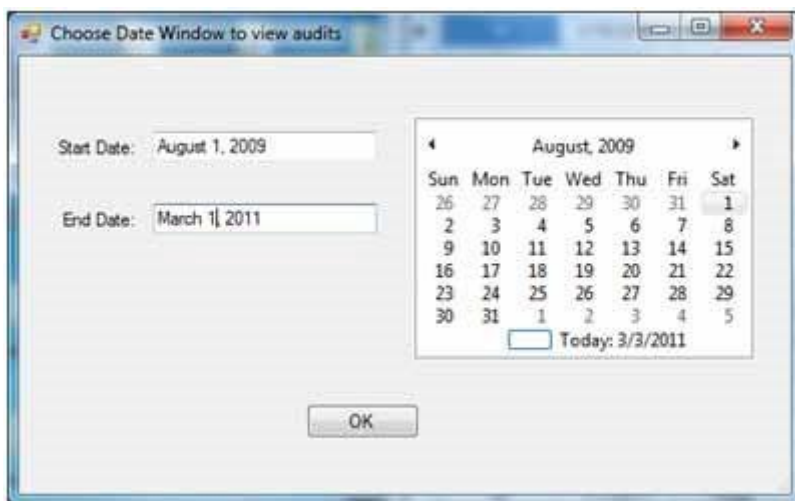 Choose Date Window to view audits
Start Date: August 1, 2009
End Date: March 1, 2011
August, 2009
Sun Mon Tue Wed Thu Fri Sat
26 27 28 29 30 31 1
2 3 4 5 6 7 8
9 10 11 12 13 14 15
16 17 18 19 20 21 22
23 24 25 26 27 28 29
30 31 1 2 3 4 5
Today: 3/3/2011
OK